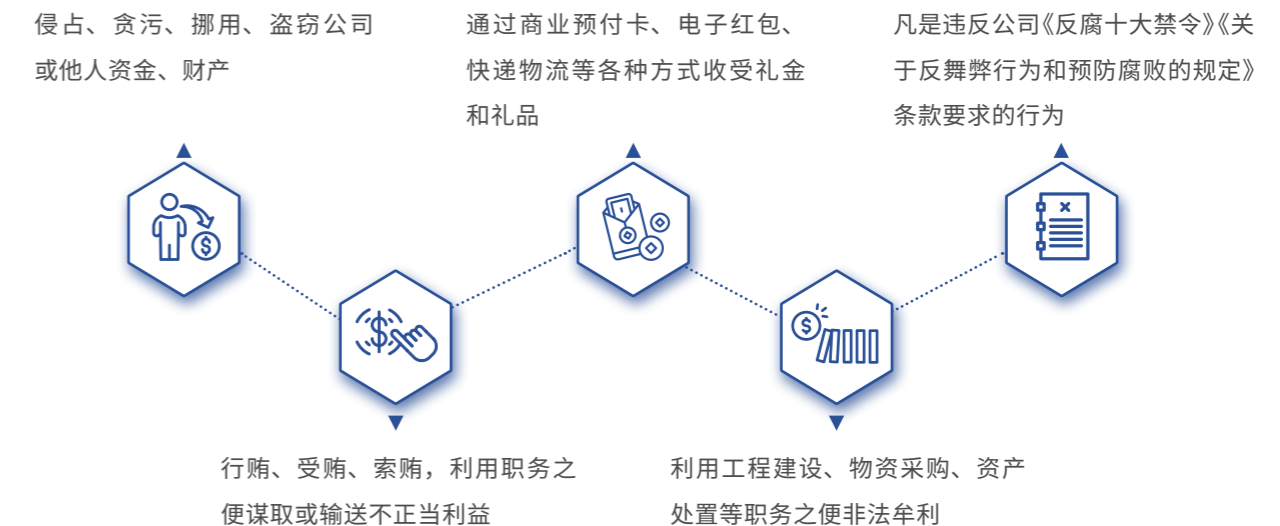 侵占、贪污、挪用、盗窃公司
或他人资金、财产
通过商业预付卡、电子红包、
快递物流等各种方式收受礼金
和礼品
凡是违反公司《反腐十大禁令》《关
于反舞弊行为和预防腐败的规定》
条款要求的行为
行贿、受贿、索贿，利用职务之
便谋取或输送不正当利益
利用工程建设、物资采购、资产
处置等职务之便非法牟利